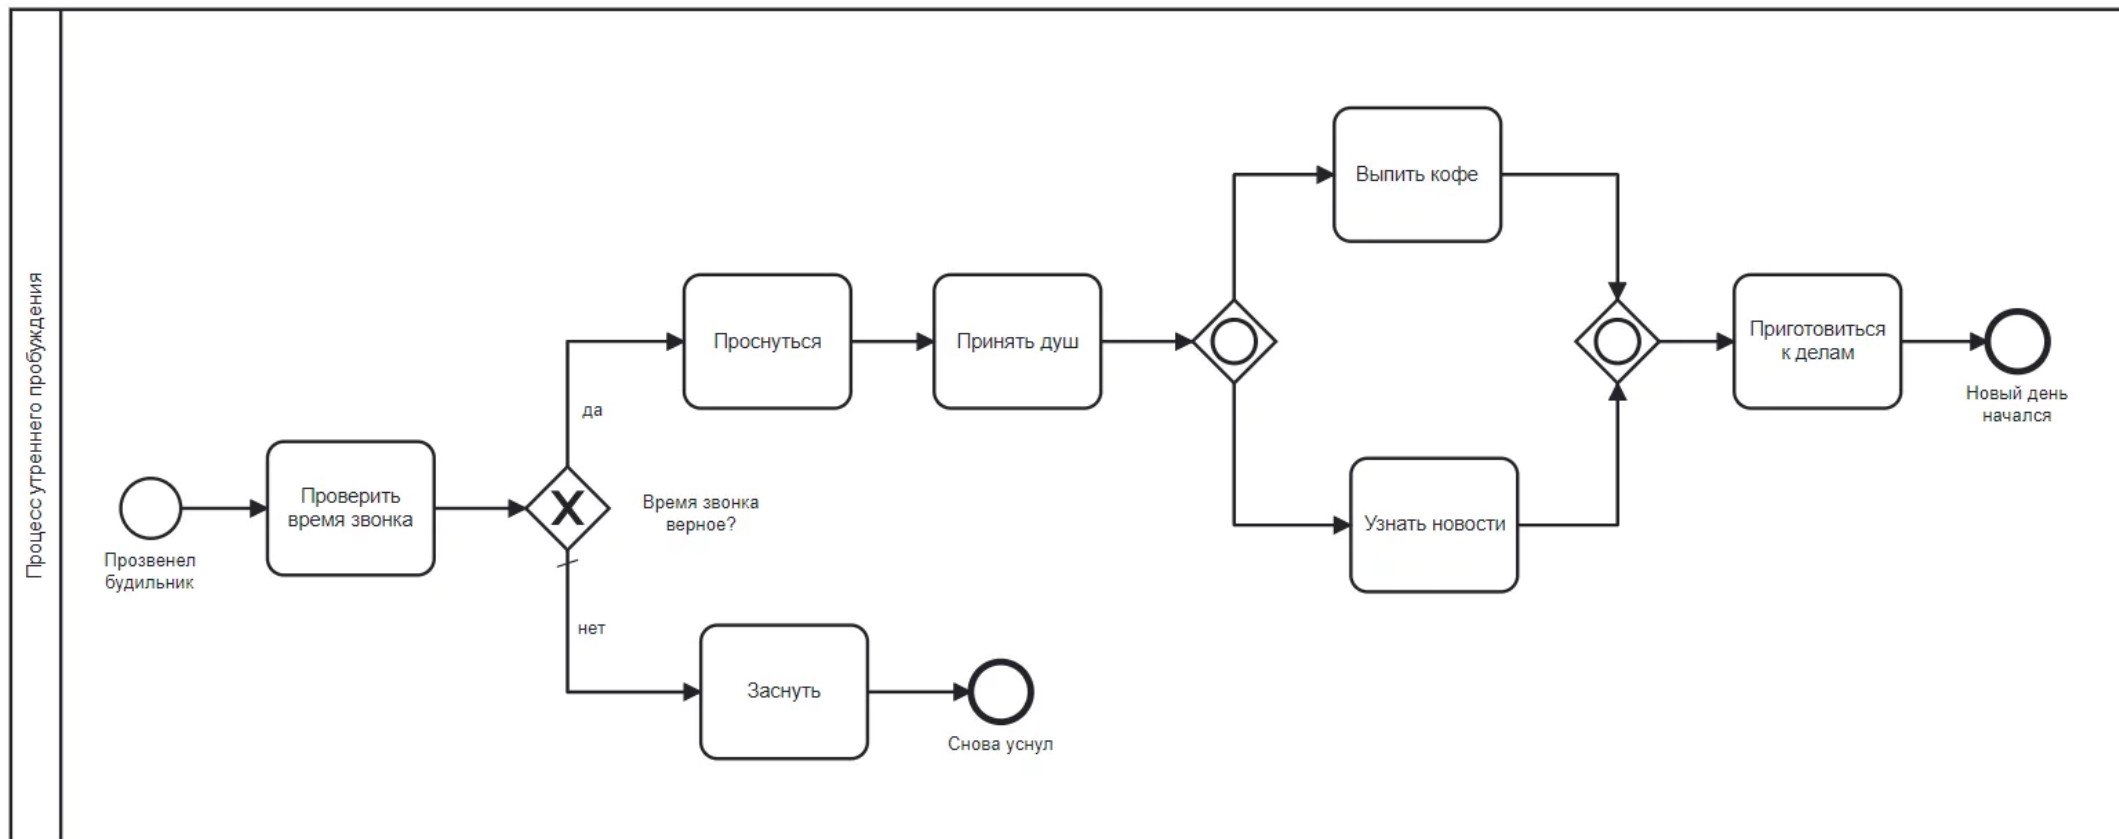 Процесс утреннего пробуждения
Прозвенел
будильник
Проверить
время звонка
Время звонка
верное?
да
нет
Проснуться
Принять душ
Заснуть
Снова уснул
Выпить кофе
Узнать новости
Приготовиться
к делам
Новый день
начался